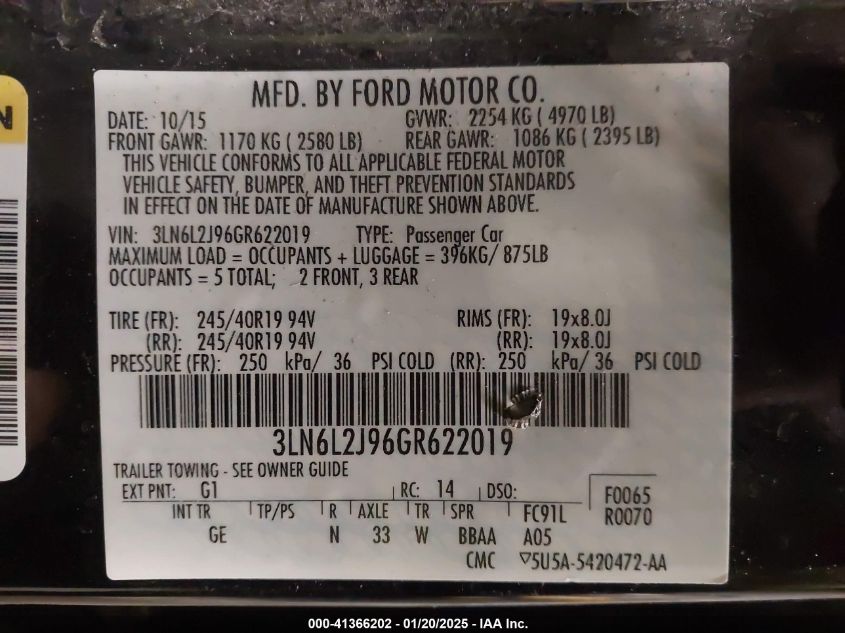 MFD. BY FORD MOTOR CO.
DATE: 10/15 GVWR: 2254 KG ( 4970 LB)
FRONT GAWR: 1170 KG ( 2580 LB) REAR GAWR: 1086 KG ( 2395 LB)
THIS VEHICLE CONFORMS TO ALL APPLICABLE FEDERAL MOTOR
VEHICLE SAFETY, BUMPER, AND THEFT PREVENTION STANDARDS
IN EFFECT ON THE DATE OF MANUFACTURE SHOWN ABOVE.
VIN: 3LN6L2J96GR622019 TYPE: Passenger Car
MAXIMUM LOAD = OCCUPANTS + LUGGAGE = 396KG/ 875LB
OCCUPANTS = 5 TOTAL; 2 FRONT, 3 REAR
TIRE (FR): 245/40R19 94V RIMS (FR): 19x8.0J
(RR): 245/40R19 94V (RR): 19x8.0J
PRESSURE (FR): 250 kPa/ 36 PSI COLD (RR): 250 kPa/ 36 PSI COLD
3LN6L2J96GR622019
TRAILER TOWING - SEE OWNER GUIDE
EXT PNT: G1 RC: 14 DSO: F0065
INT TR TP/PS R AXLE TR SPR FC91L R0070
GE N 33 W BBAA A05
CMC ▽5U5A-5420472-AA
N
000-41366202 - 01/20/2025 - IAA Inc.